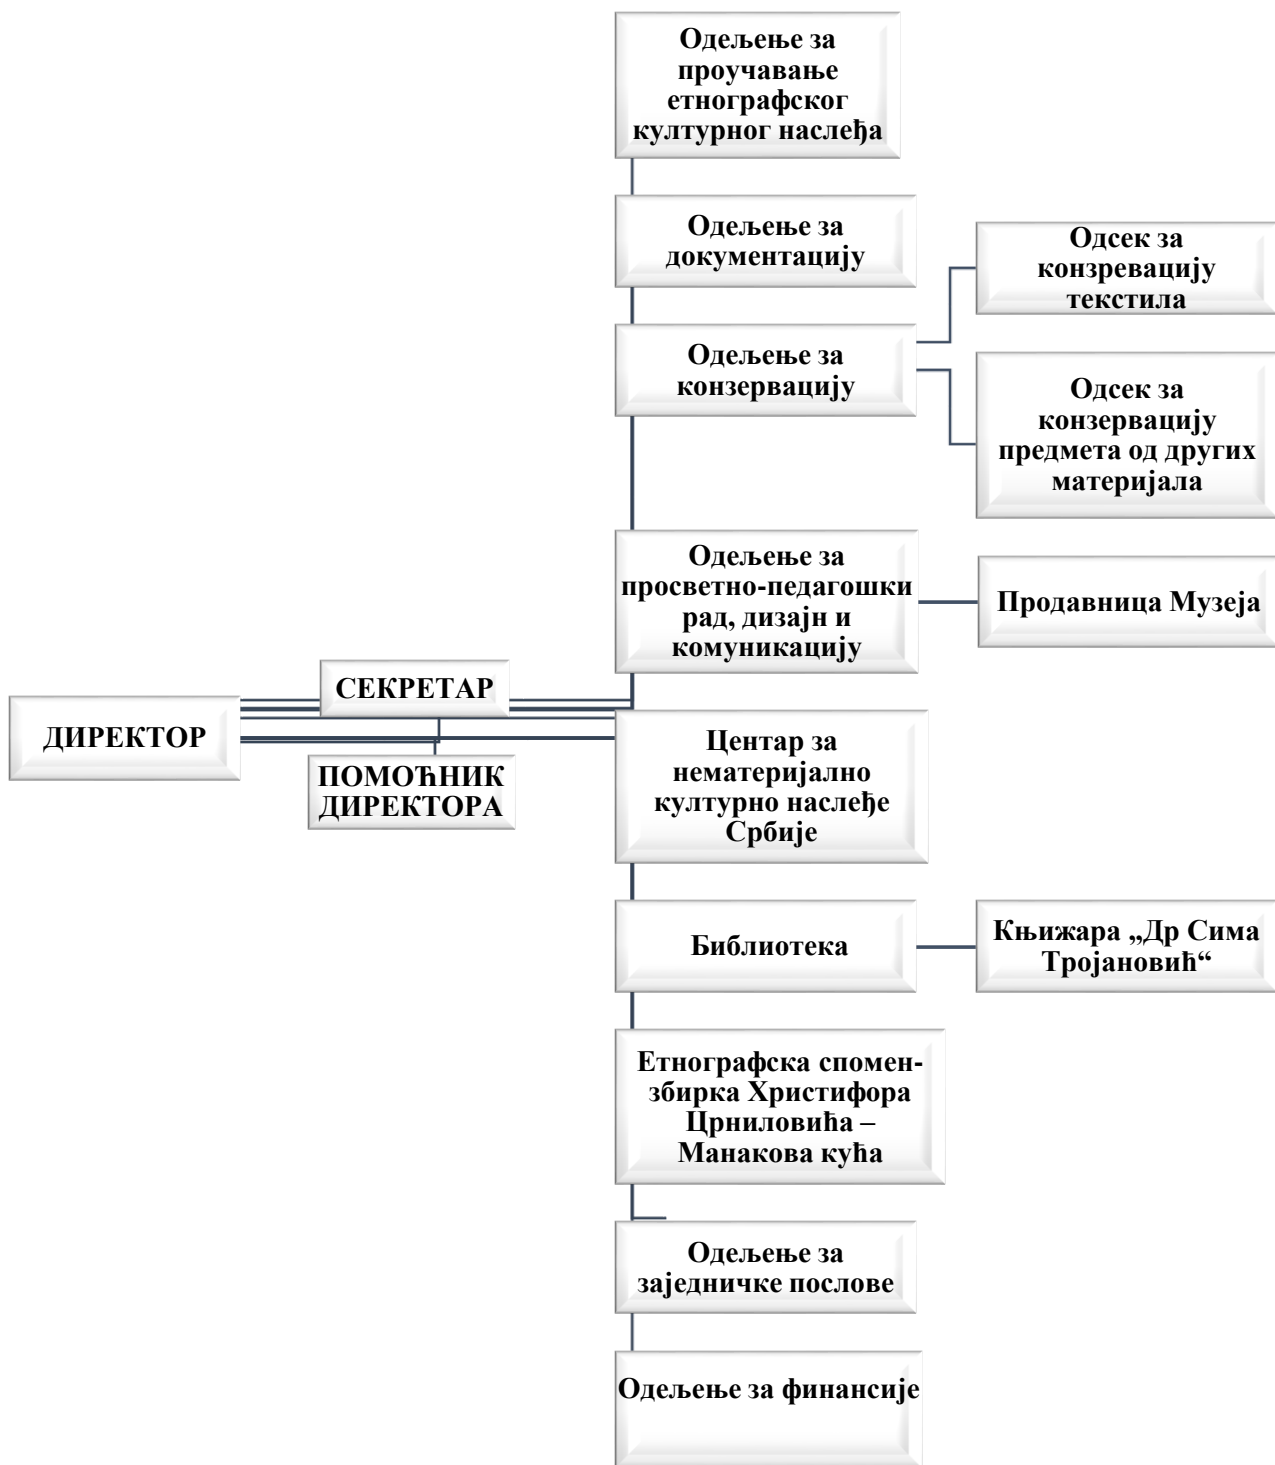 Одељење за
проучавање
етнографског
културног наслеђа
Одељење за
документацију
Одсек за
конзревацију
текстила
Одељење за
конзервацију
Одсек за
конзервацију
предмета од других
материјала
Одељење за
просветно-педагошки
рад, дизајн и
комуникацију
Продавница Музеја
СЕКРЕТАР
ДИРЕКТОР
ПОМОЋНИК
ДИРЕКТОРА
Центар за
нематеријално
културно наслеђе
Србије
Библиотека
Књижара „Др Сима
Тројановић“
Етнографска спомен-
збирка Христифора
Црниловића –
Манакова кућа
Одељење за
заједничке послове
Одељење за финансије